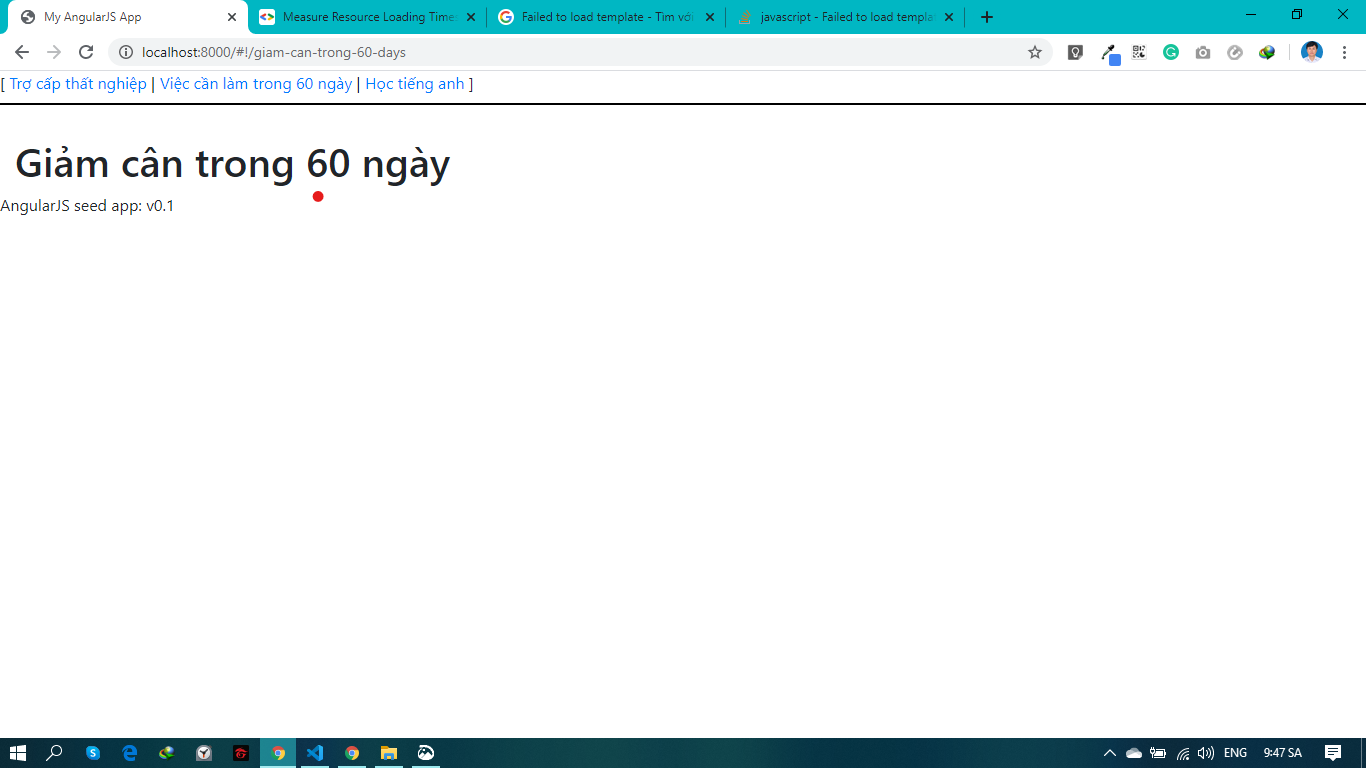 My AngularJS App
Measure Resource Loading Time
Failed to load template - Tìm với
javascript - Failed to load templa
localhost:8000/#!/giam-can-trong-60-days
[ Trợ cấp thất nghiệp | Việc cần làm trong 60 ngày | Học tiếng anh ]
Giảm cân trong 60 ngày
AngularJS seed app: v0.1
ENG
9:47 SA